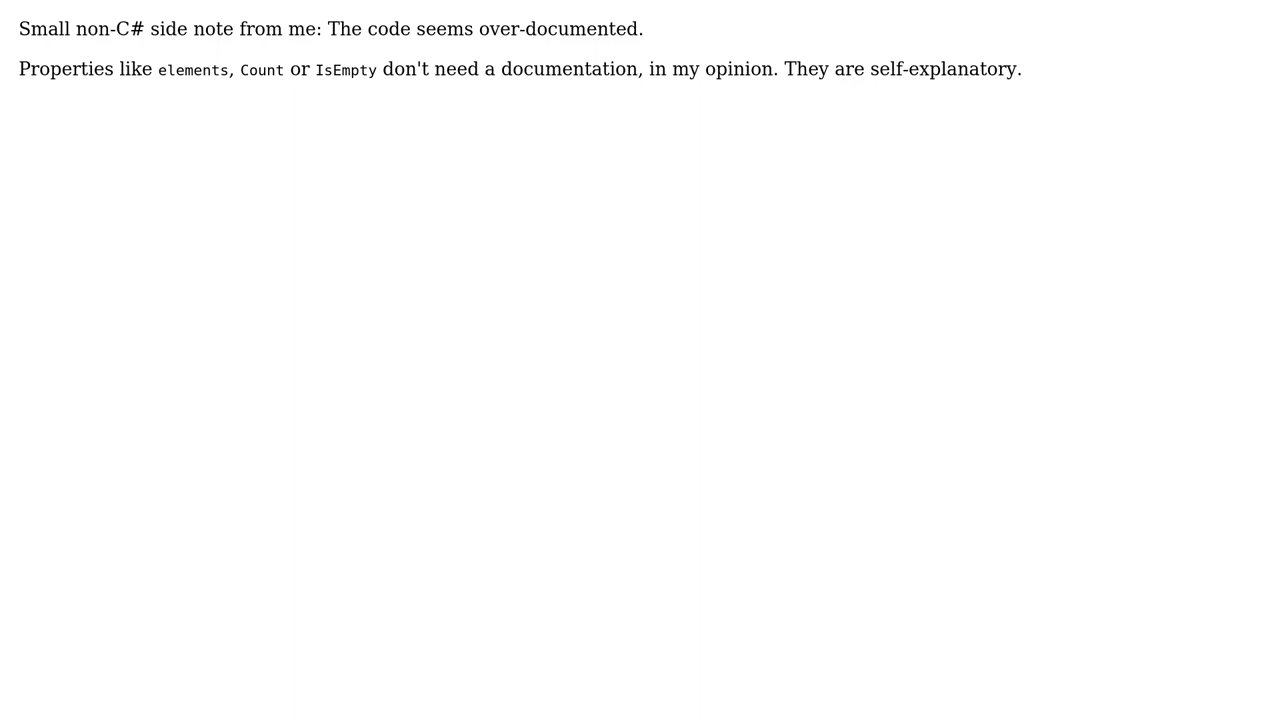 Small non-C# side note from me: The code seems over-documented.
Properties like elements, Count or IsEmpty don't need a documentation, in my opinion. They are self-explanatory.